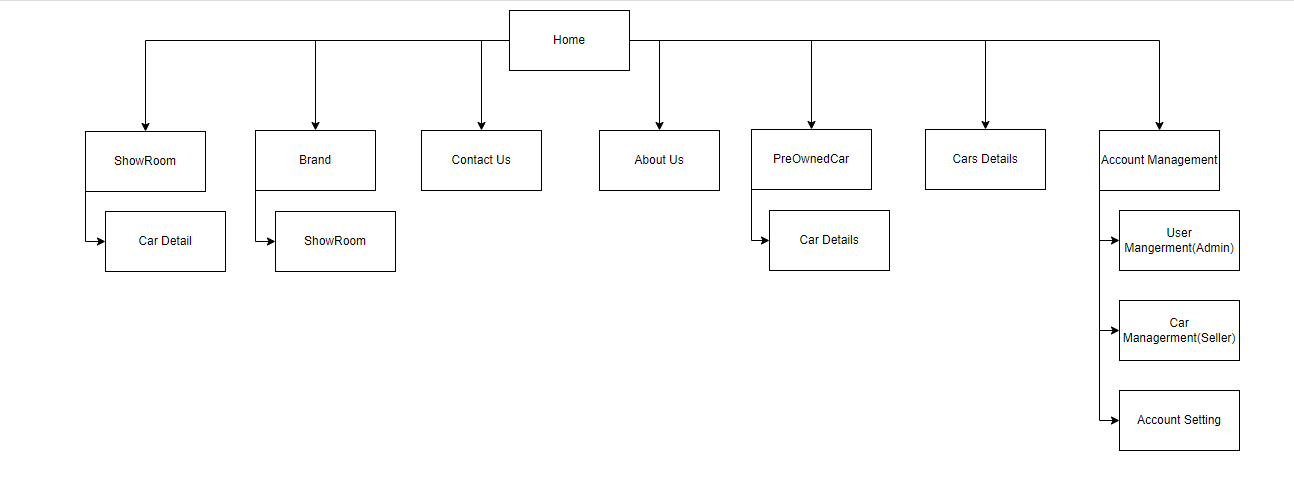 Home
ShowRoom
Brand
Contact Us
About Us
PreOwnedCar
Cars Details
Account Management
Car Detail
ShowRoom
Car Details
User
Mangerment(Admin)
Car
Managerment(Seller)
Account Setting